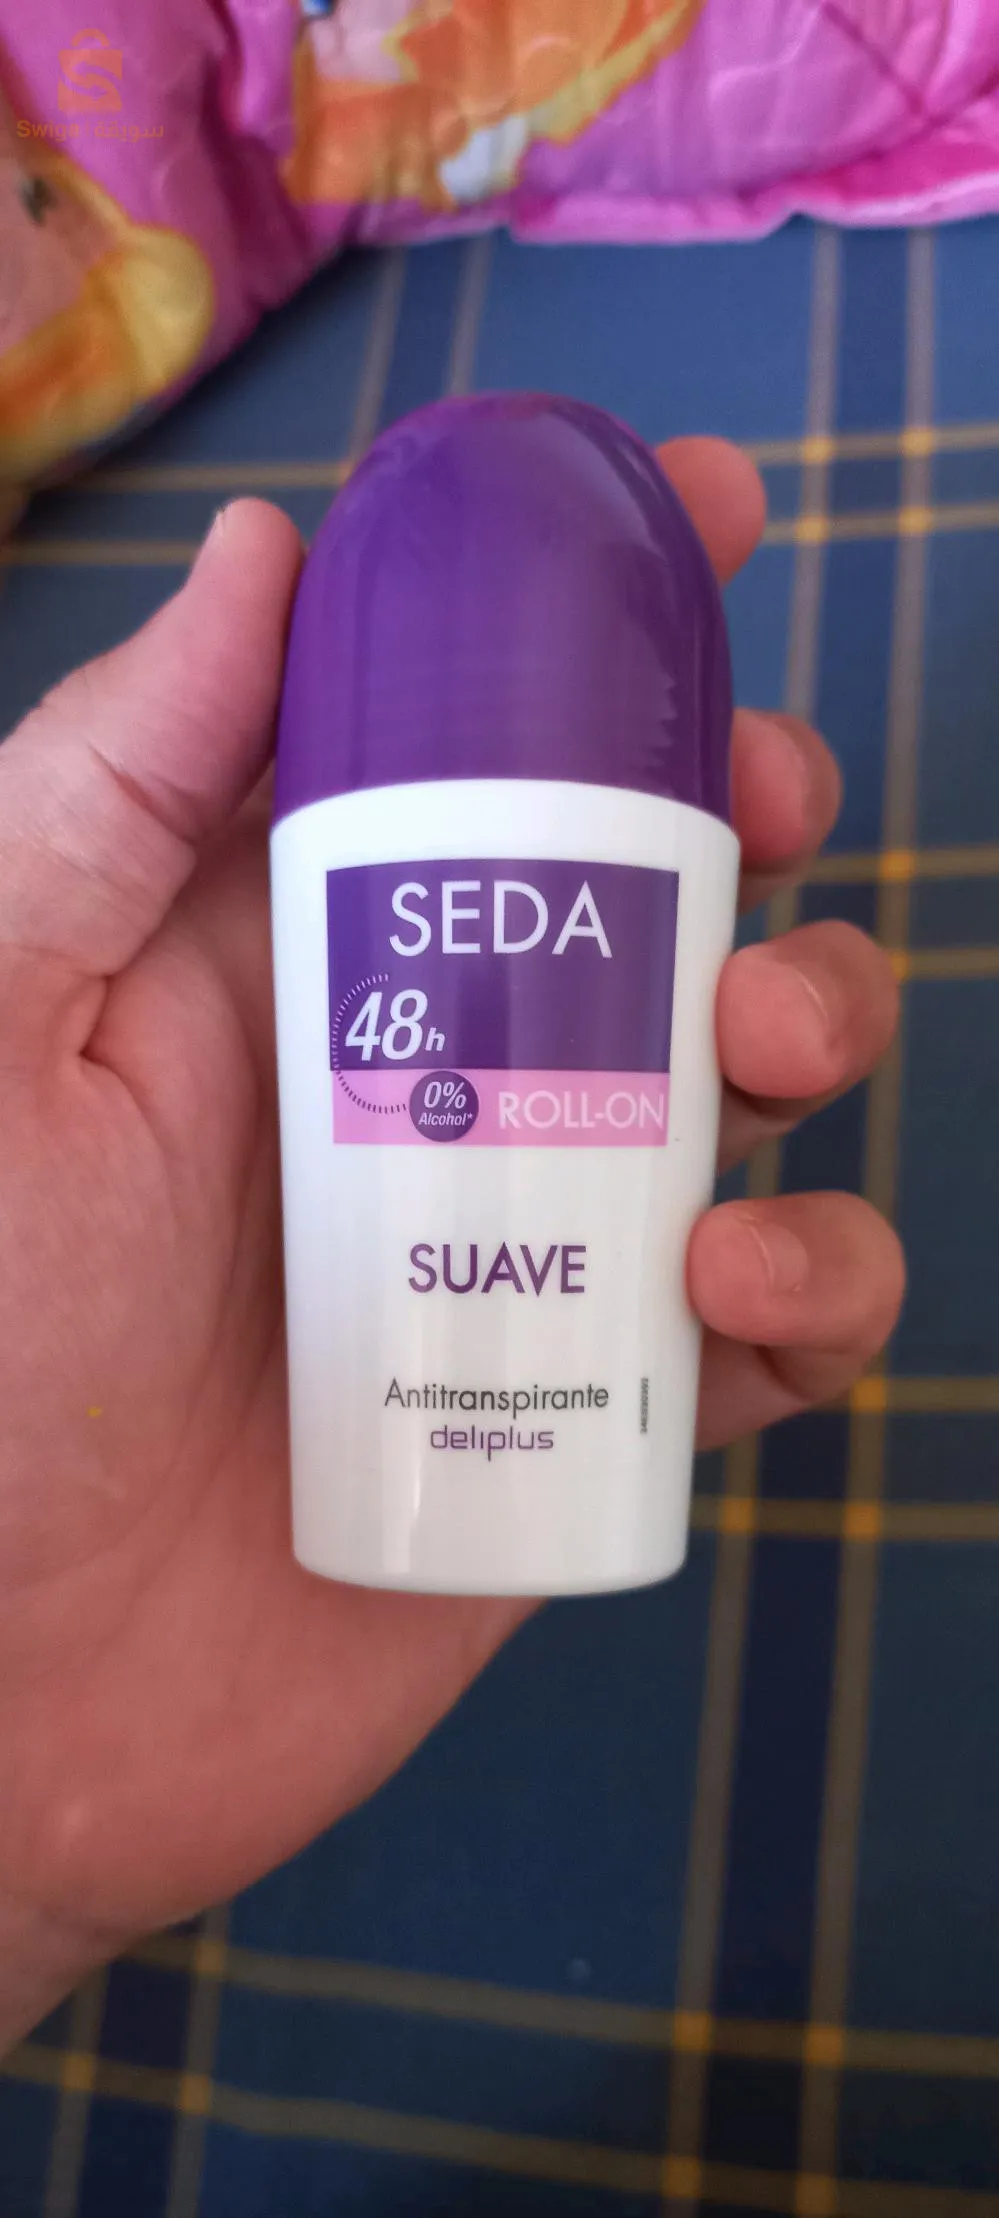 Swiga سويقة
SEDA
48h
0%
Alcohol*
ROLL-ON
SUAVE
Antitranspirante
deliplus